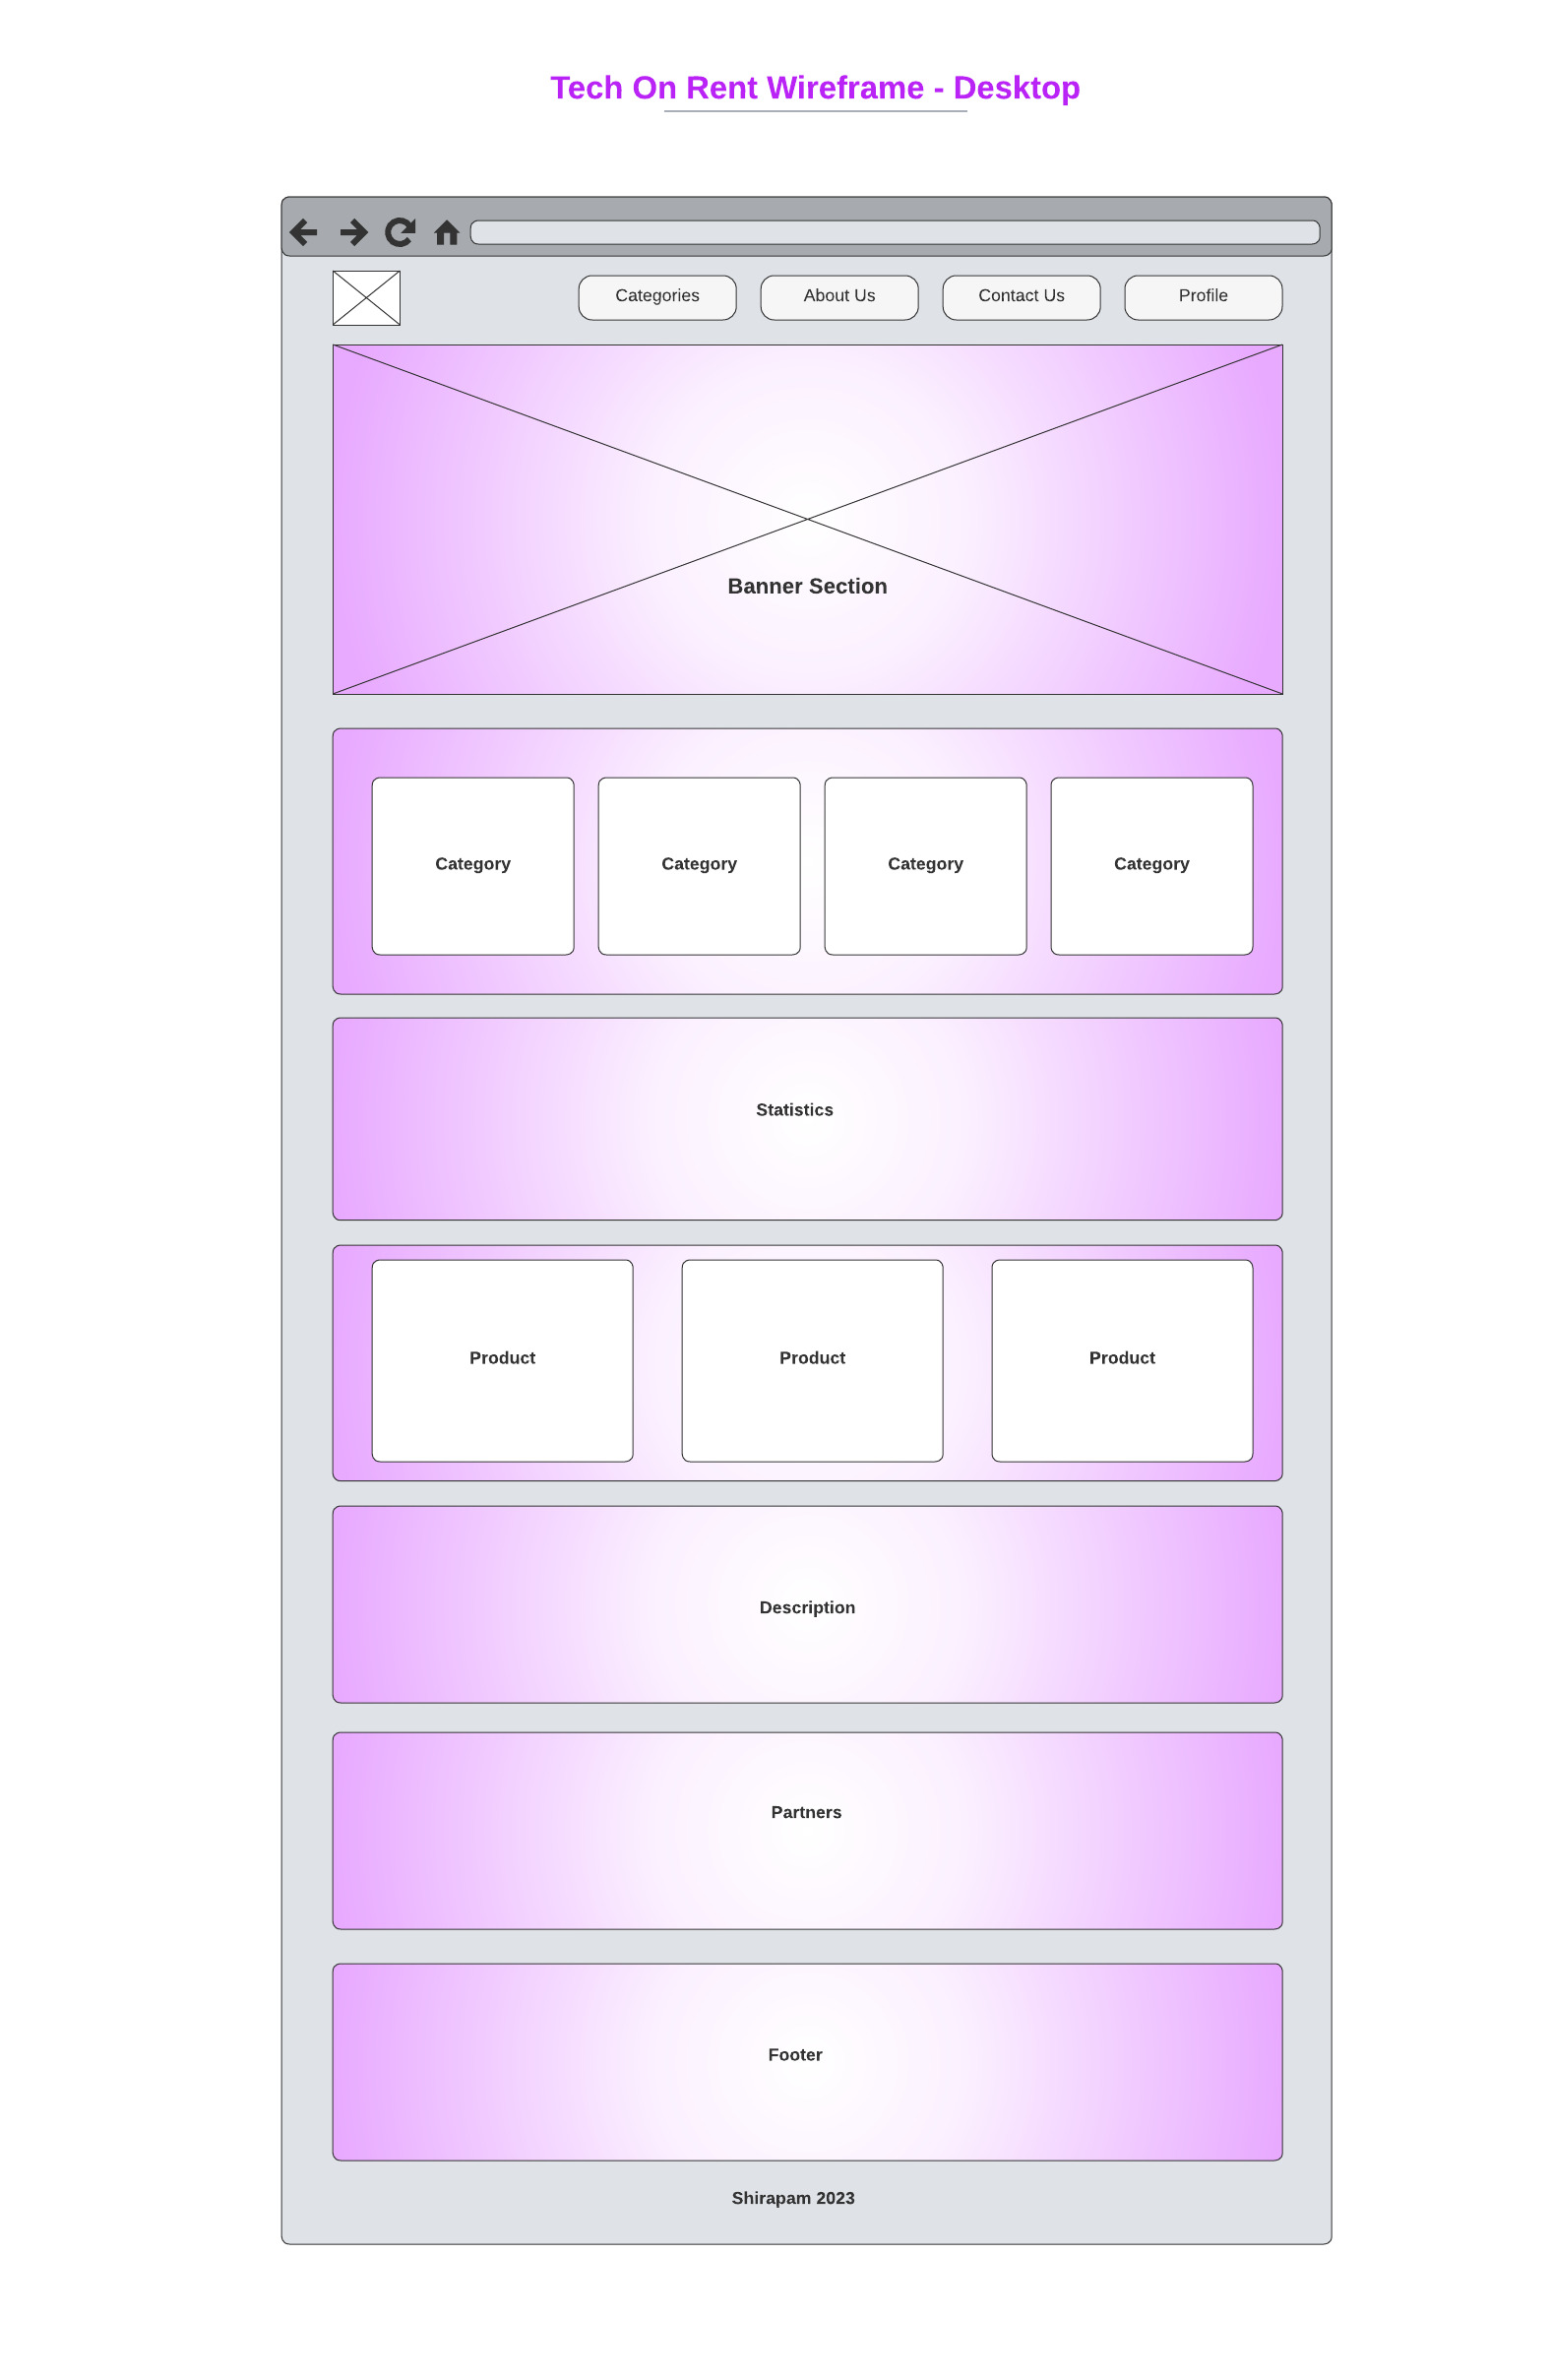 Tech On Rent Wireframe - Desktop
Categories About Us Contact Us Profile
Banner Section
Category Category Category Category
Statistics
Product Product Product
Description
Partners
Footer
Shirapam 2023